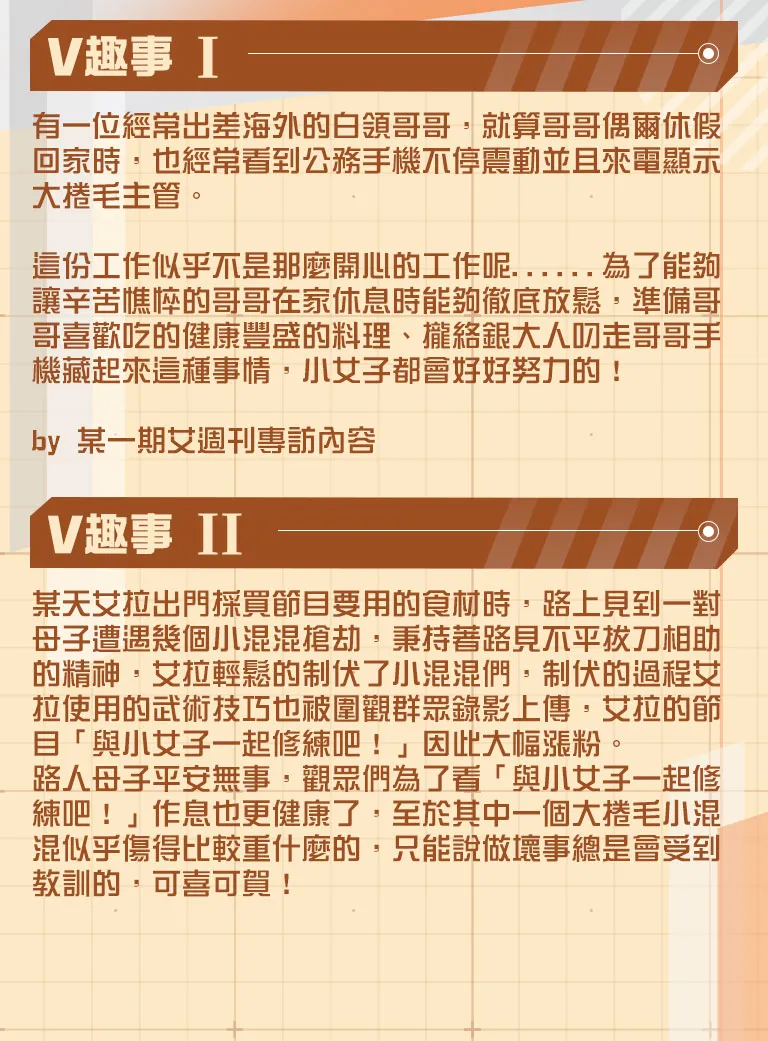 V趣事 I
有一位經常出差海外的白領哥哥，就算哥哥偶爾休假
回家時，也經常看到公務手機不停震動並且來電顯示
大捲毛主管。
這份工作似乎不是那麼開心的工作呢......為了能夠
讓辛苦憔悴的哥哥在家休息時能夠徹底放鬆，準備哥
哥喜歡吃的健康豐盛的料理、攏絡銀大人叨走哥哥手
機藏起來這種事情，小女子都會好好努力的！
by 某一期艾週刊專訪內容
V趣事 II
某天艾拉出門採買節目要用的食材時，路上見到一對
母子遭遇幾個小混混搶劫，秉持著路見不平拔刀相助
的精神，艾拉輕鬆的制伏了小混混們，制伏的過程艾
拉使用的武術技巧也被圍觀群眾錄影上傳，艾拉的節
目「與小女子一起修練吧！」因此大幅漲粉。
路人母子平安無事，觀眾們為了看「與小女子一起修
練吧！」作息也更健康了，至於其中一個大捲毛小混
混似乎傷得比較重什麼的，只能說做壞事總是會受到
教訓的，可喜可賀！